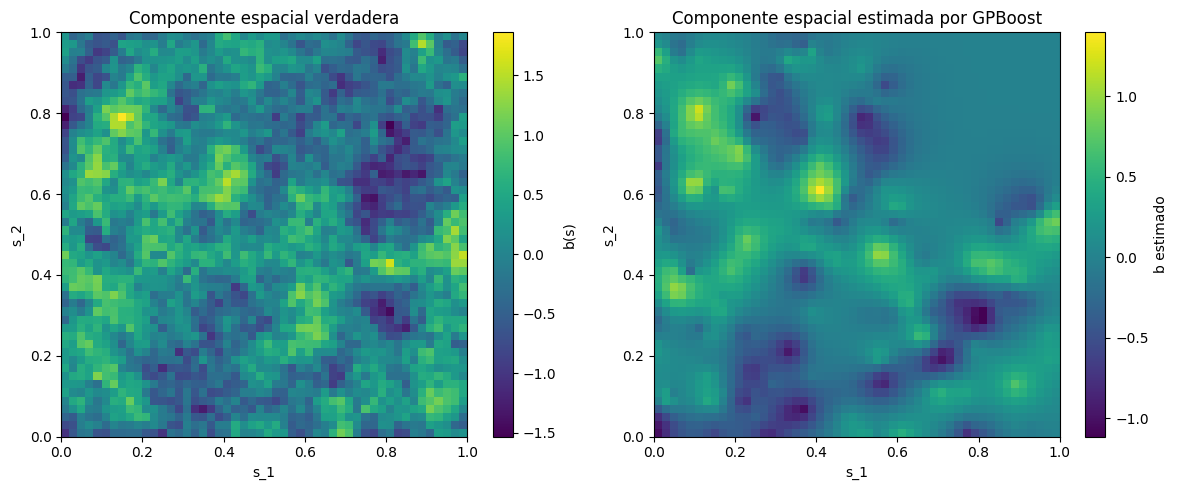 Componente espacial verdadera
1.0
0.8
0.6
0.4
0.2
0.0
s_2
0.0 0.2 0.4 0.6 0.8 1.0
s_1
1.5
1.0
0.5
0.0
−0.5
−1.0
−1.5
b(s)
Componente espacial estimada por GPBoost
1.0
0.8
0.6
0.4
0.2
0.0
s_2
0.0 0.2 0.4 0.6 0.8 1.0
s_1
1.0
0.5
0.0
−0.5
−1.0
b estimado